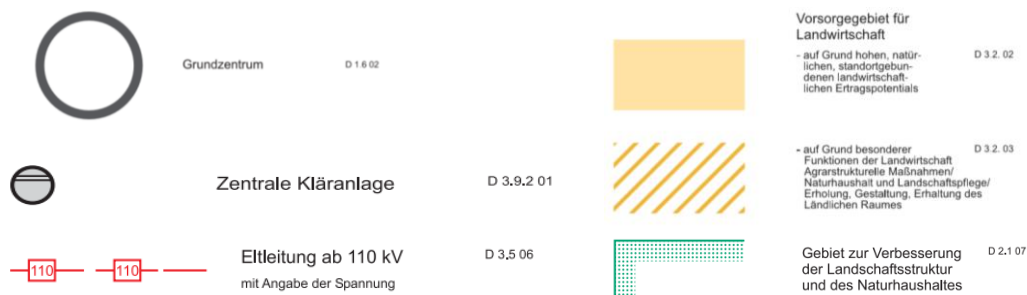 Grundzentrum D 1.6 02
Zentrale Kläranlage D 3.9.2 01
110 110
Eltleitung ab 110 kV D 3.5 06
mit Angabe der Spannung
Vorsorgegebiet für
Landwirtschaft
- auf Grund hohen, natür- D 3.2. 02
lichen, standortgebun-
denen landwirtschaft-
lichen Ertragspotentials
- auf Grund besonderer D 3.2. 03
Funktionen der Landwirtschaft
Agrarstrukturelle Maßnahmen/
Naturhaushalt und Landschaftspflege/
Erholung, Gestaltung, Erhaltung des
Ländlichen Raumes
Gebiet zur Verbesserung D 2.1 07
der Landschaftsstruktur
und des Naturhaushaltes